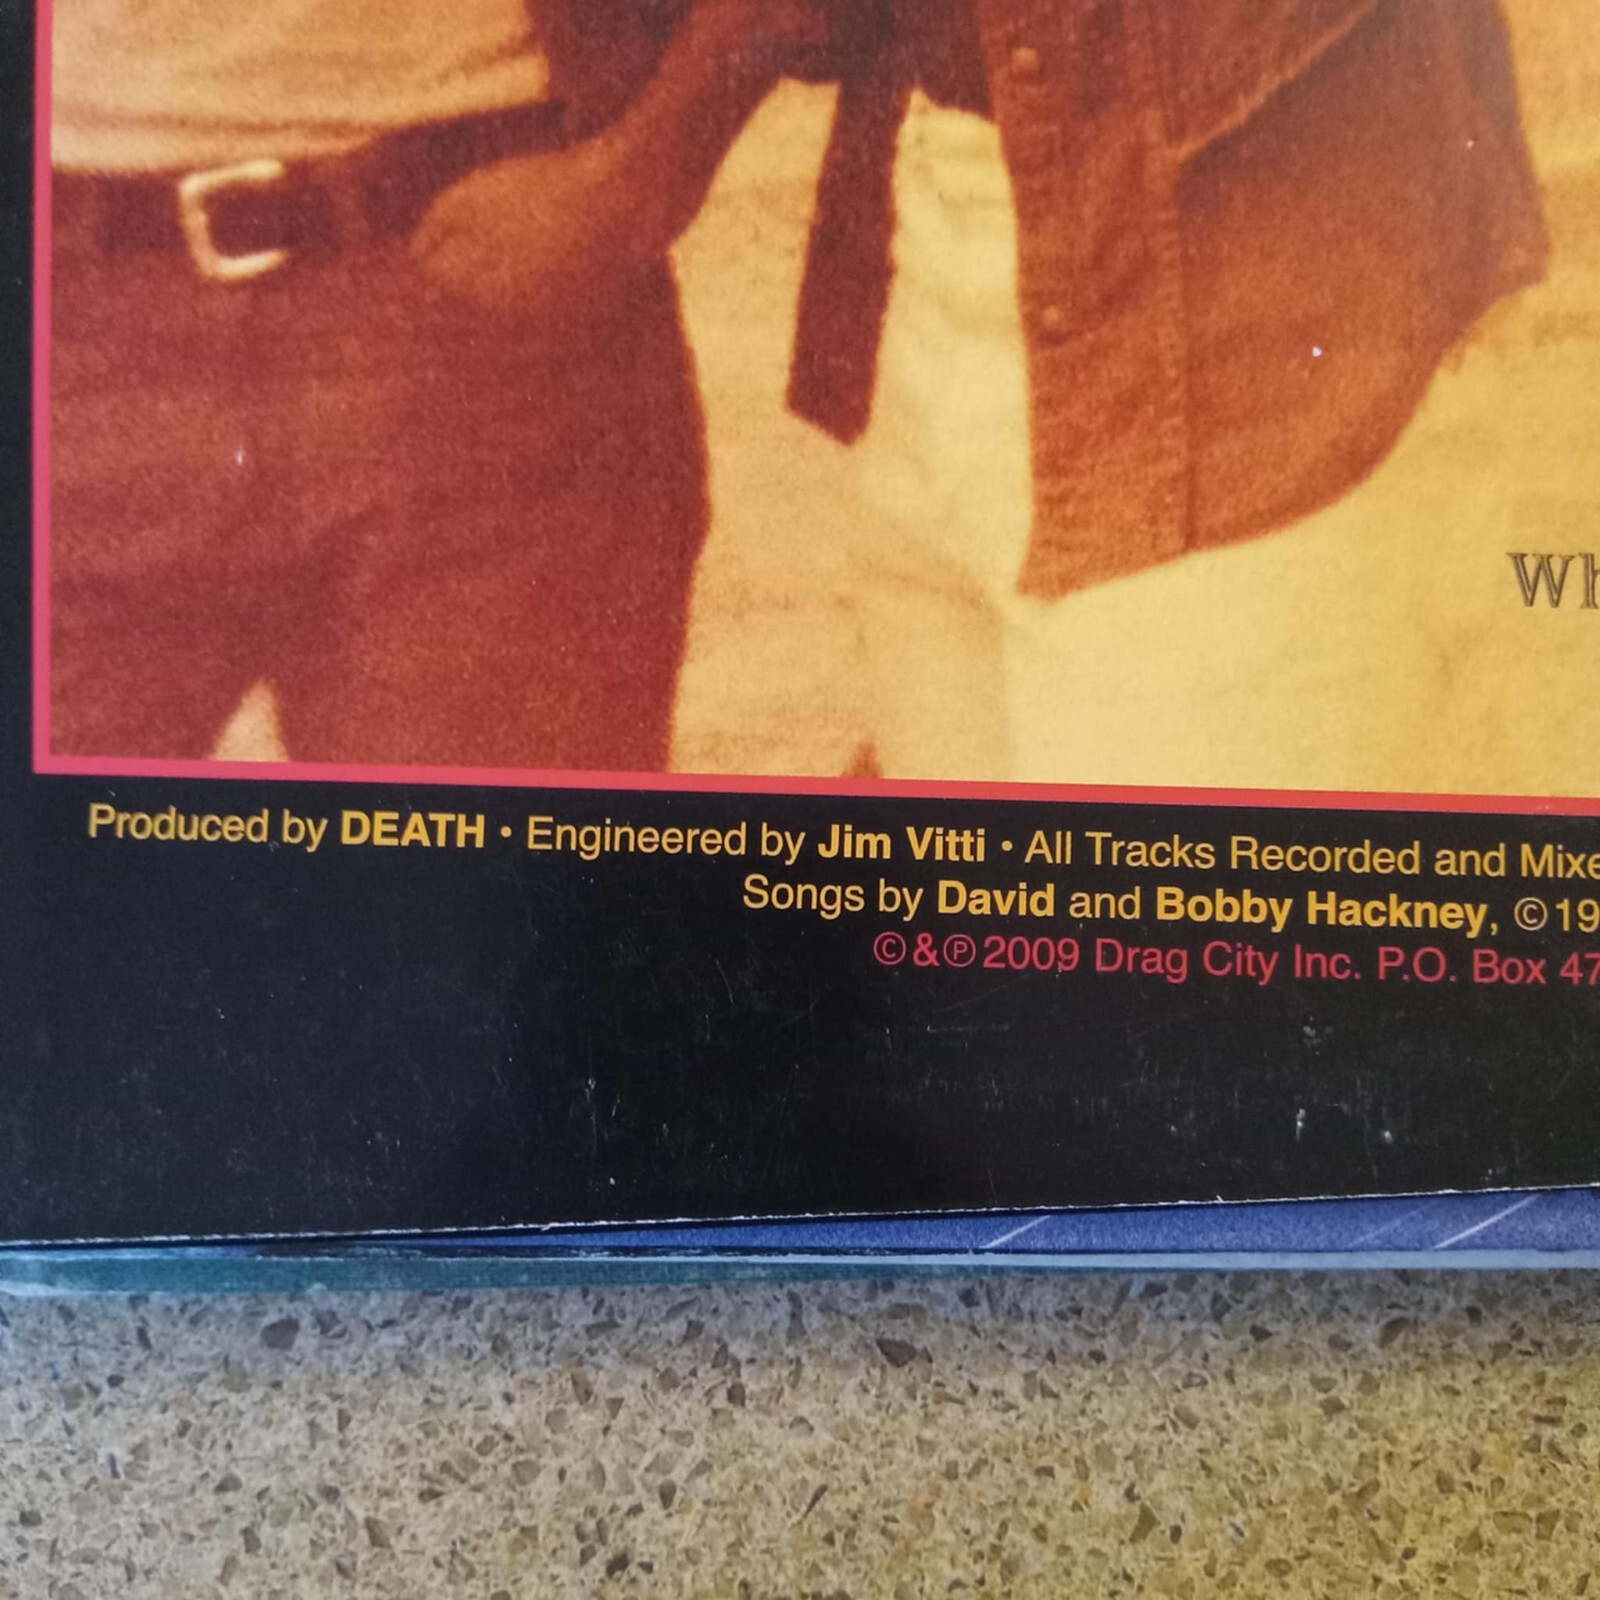 Wh
Produced by DEATH • Engineered by Jim Vitti • All Tracks Recorded and Mixe
Songs by David and Bobby Hackney, © 19
©&℗ 2009 Drag City Inc. P.O. Box 47